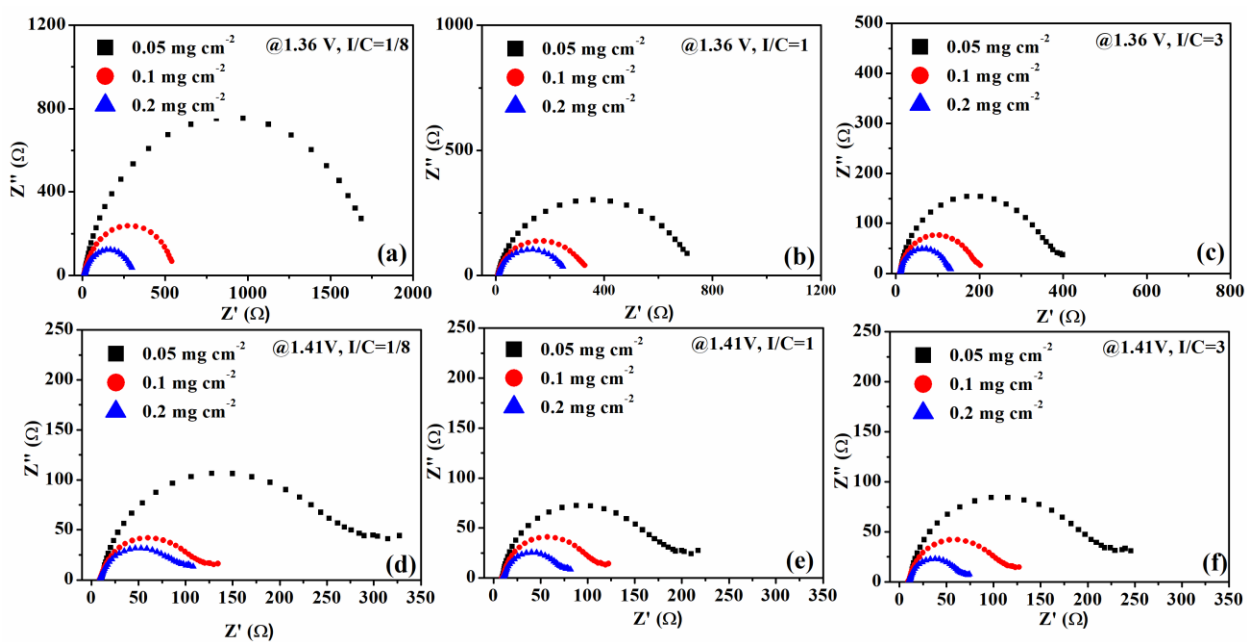 1200
800
400
0
Z'' (Ω)
0.05 mg cm⁻²
0.1 mg cm⁻²
0.2 mg cm⁻²
@1.36 V, I/C=1/8
(a)
0 500 1000 1500 2000
Z' (Ω)
1000
500
0
Z'' (Ω)
0.05 mg cm⁻²
0.1 mg cm⁻²
0.2 mg cm⁻²
@1.36 V, I/C=1
(b)
0 400 800 1200
Z' (Ω)
500
400
300
200
150
100
50
0
Z'' (Ω)
0.05 mg cm⁻²
0.1 mg cm⁻²
0.2 mg cm⁻²
@1.36 V, I/C=3
(c)
0 200 400 600 800
Z' (Ω)
250
200
150
100
50
0
Z'' (Ω)
0.05 mg cm⁻²
0.1 mg cm⁻²
0.2 mg cm⁻²
@1.41V, I/C=1/8
(d)
0 50 100 150 200 250 300 350
Z' (Ω)
250
200
150
100
50
0
Z'' (Ω)
0.05 mg cm⁻²
0.1 mg cm⁻²
0.2 mg cm⁻²
@1.41V, I/C=1
(e)
0 50 100 150 200 250 300 350
Z' (Ω)
250
200
150
100
50
0
Z'' (Ω)
0.05 mg cm⁻²
0.1 mg cm⁻²
0.2 mg cm⁻²
@1.41V, I/C=3
(f)
0 50 100 150 200 250 300 350
Z' (Ω)